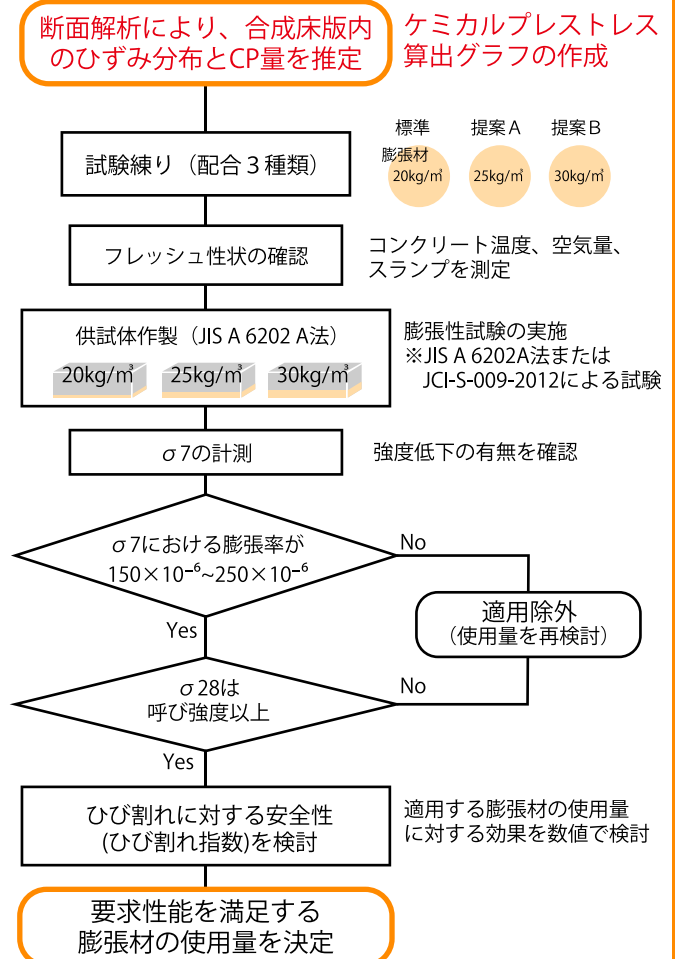 断面解析により、合成床版内
のひずみ分布とCP量を推定
ケミカルプレストレス
算出グラフの作成
試験練り（配合３種類）
標準
提案Ａ
提案Ｂ
膨張材
20kg/㎥
25kg/㎥
30kg/㎥
フレッシュ性状の確認
コンクリート温度、空気量、
スランプを測定
供試体作製（JIS A 6202 A法）
20kg/㎥
25kg/㎥
30kg/㎥
膨張性試験の実施
※JIS A 6202A法または
JCI-S-009-2012による試験
σ7の計測
強度低下の有無を確認
σ7における膨張率が
150×10⁻⁶~250×10⁻⁶
No
Yes
適用除外
（使用量を再検討）
σ28は
呼び強度以上
No
Yes
ひび割れに対する安全性
(ひび割れ指数)を検討
適用する膨張材の使用量
に対する効果を数値で検討
要求性能を満足する
膨張材の使用量を決定